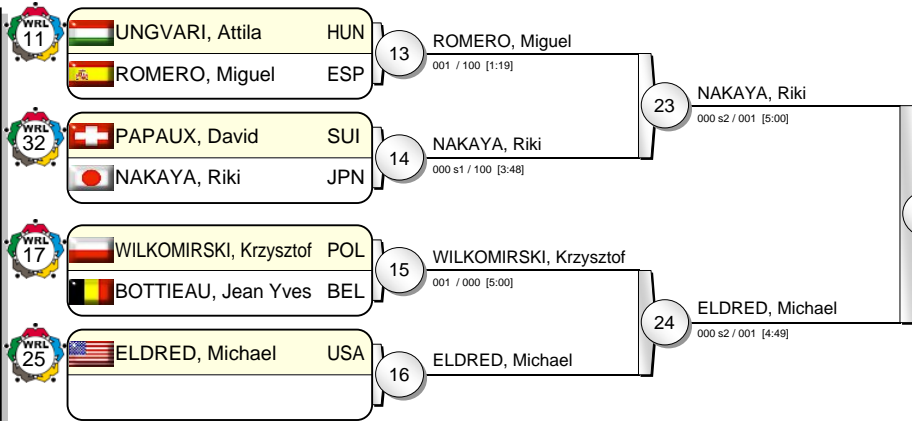 WRL
11
UNGVARI, Attila HUN
ROMERO, Miguel ESP
13
ROMERO, Miguel
001 / 100 [1:19]
23
NAKAYA, Riki
000 s2 / 001 [5:00]
WRL
32
PAPAUX, David SUI
NAKAYA, Riki JPN
14
NAKAYA, Riki
000 s1 / 100 [3:48]
WRL
17
WILKOMIRSKI, Krzysztof POL
BOTTIEAU, Jean Yves BEL
15
WILKOMIRSKI, Krzysztof
001 / 000 [5:00]
24
ELDRED, Michael
000 s2 / 001 [4:49]
WRL
25
ELDRED, Michael USA
16
ELDRED, Michael